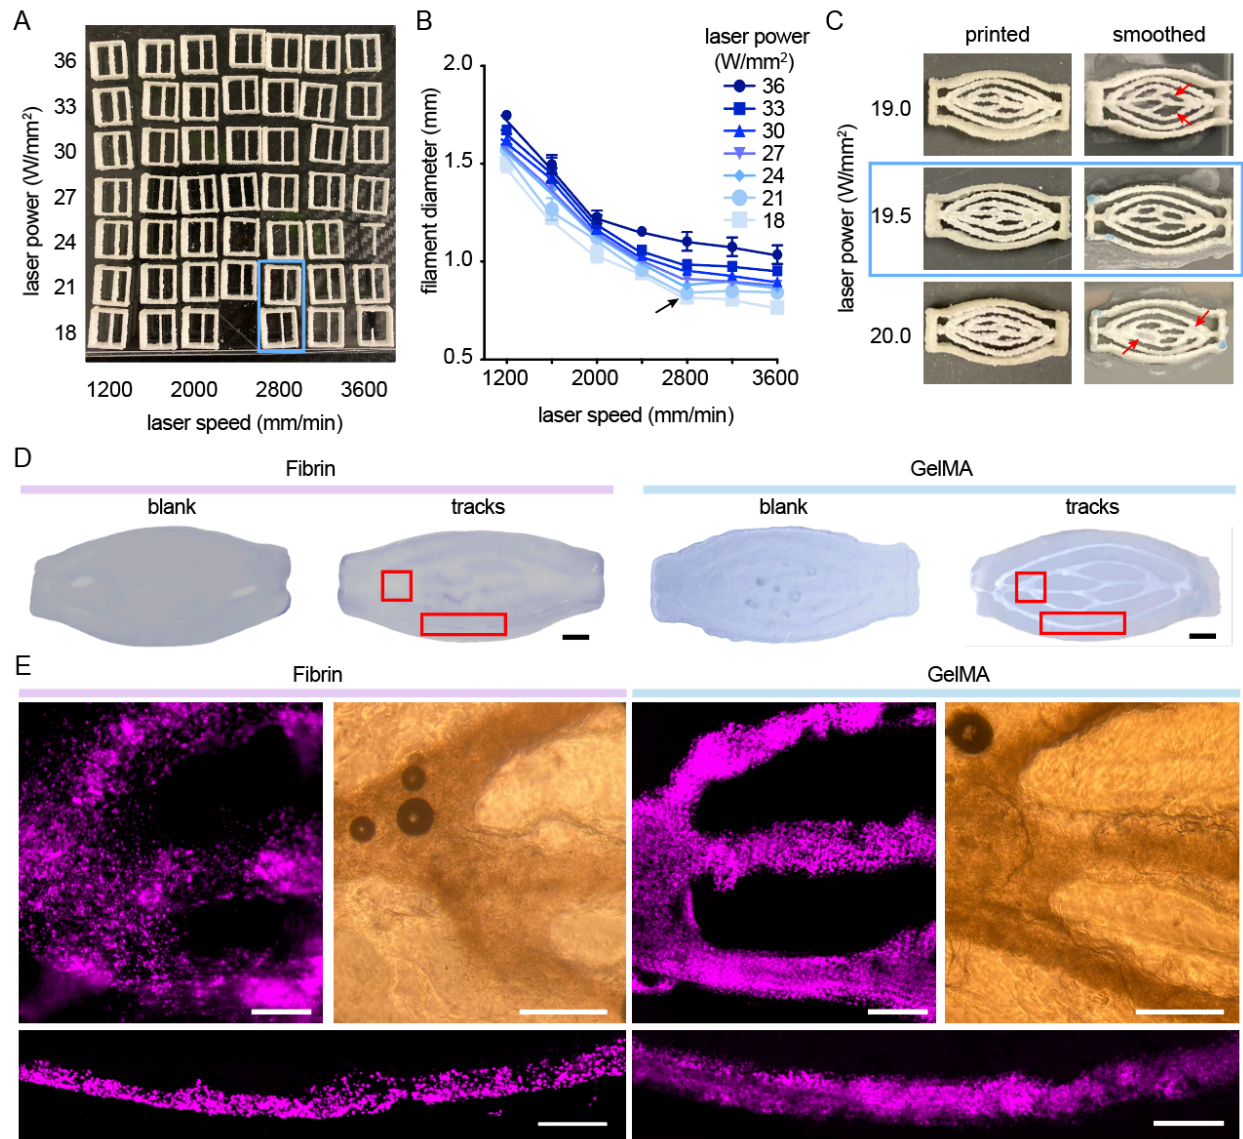 A
laser power (W/mm²)
36
33
30
27
24
21
18
1200 2000 2800 3600
laser speed (mm/min)
B
filament diameter (mm)
2.0
1.5
1.0
0.5
laser power
(W/mm²)
36
33
30
27
24
21
18
1200 2000 2800 3600
laser speed (mm/min)
C
printed smoothed
laser power (W/mm²)
19.0
19.5
20.0
D
Fibrin GelMA
blank tracks blank tracks
E
Fibrin GelMA